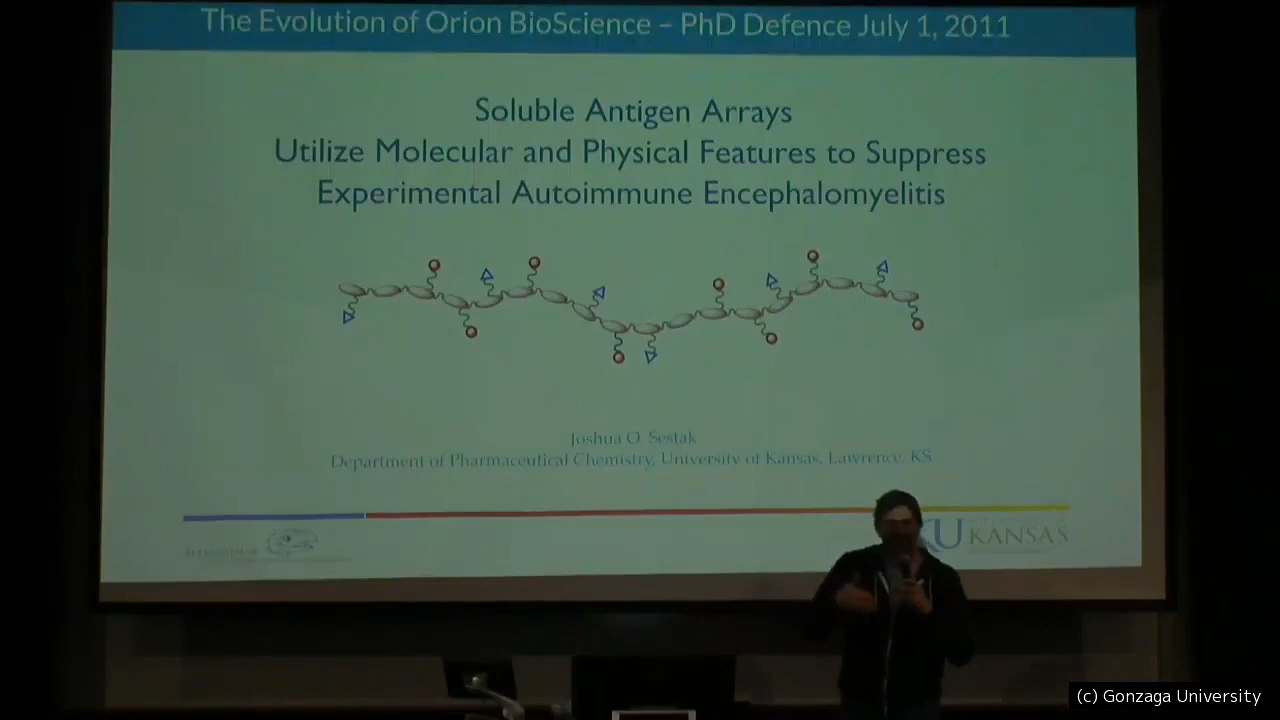 The Evolution of Orion BioScience – PhD Defence July 1, 2011
Soluble Antigen Arrays
Utilize Molecular and Physical Features to Suppress
Experimental Autoimmune Encephalomyelitis
Joshua O. Sestak
Department of Pharmaceutical Chemistry, University of Kansas, Lawrence, KS
KU KANSAS
(c) Gonzaga University